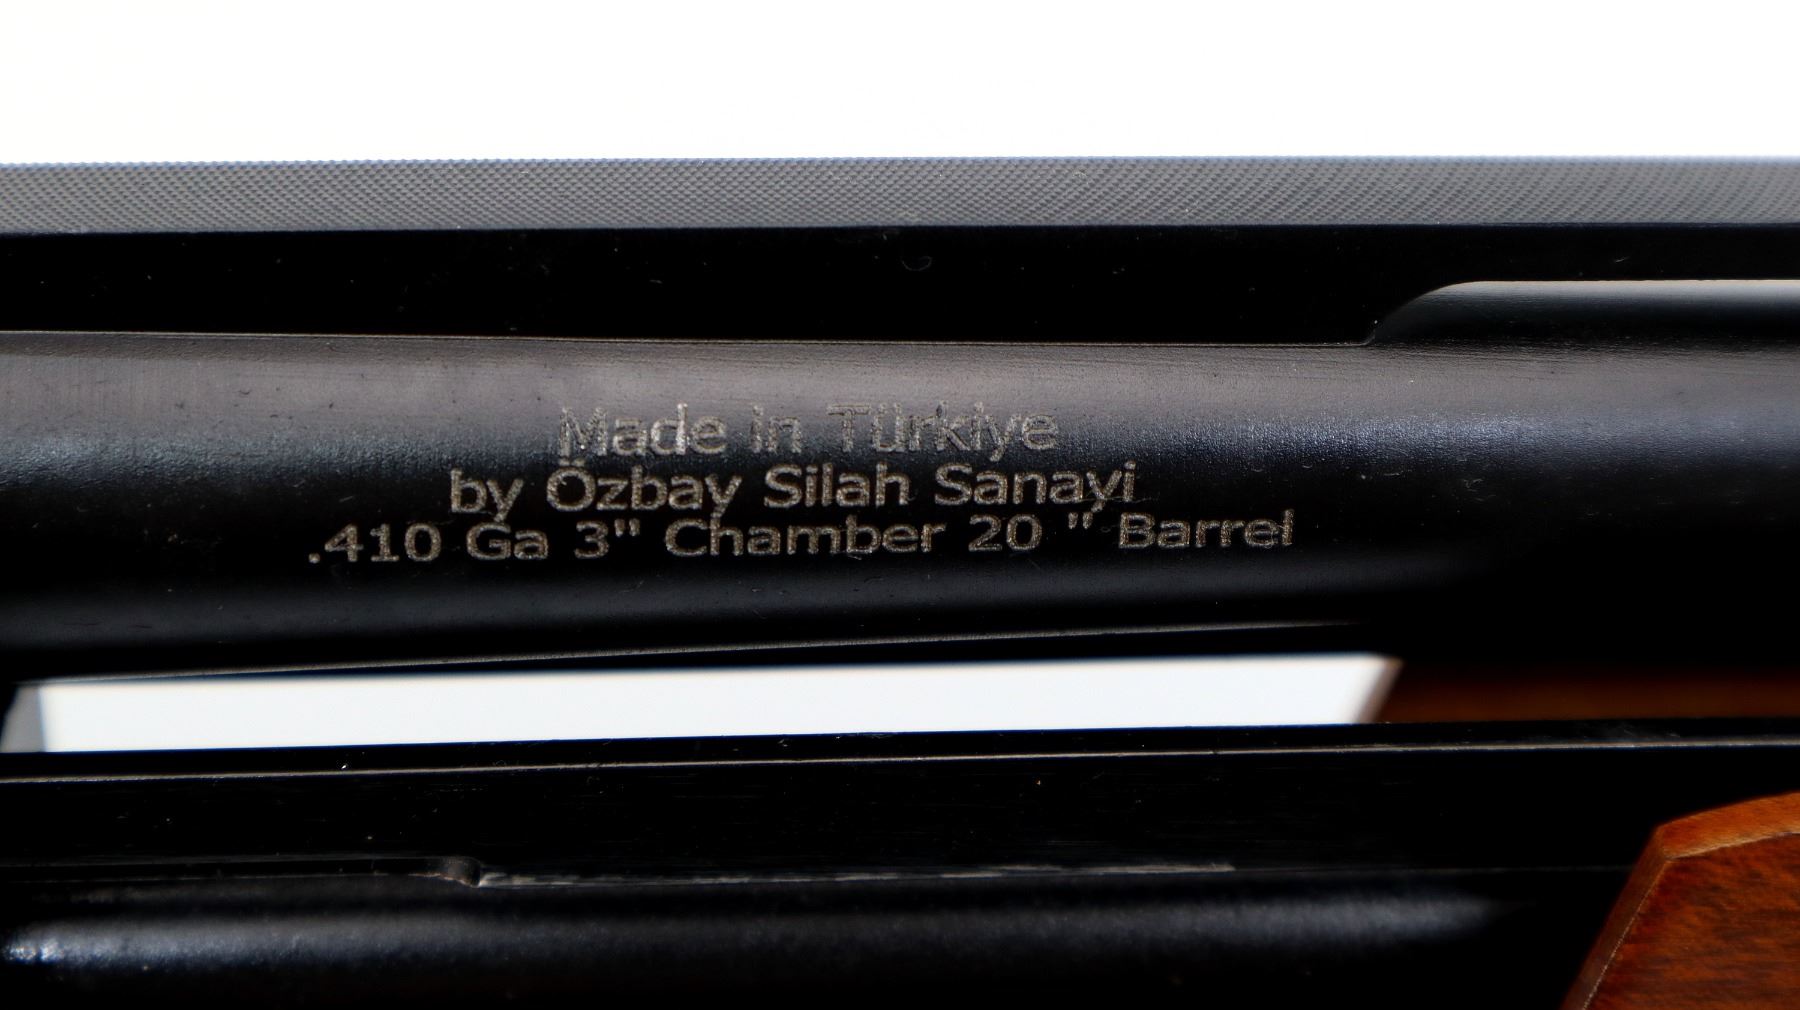 Made in Türkiye
by Özbay Silah Sanayi
.410 Ga 3" Chamber 20 " Barrel